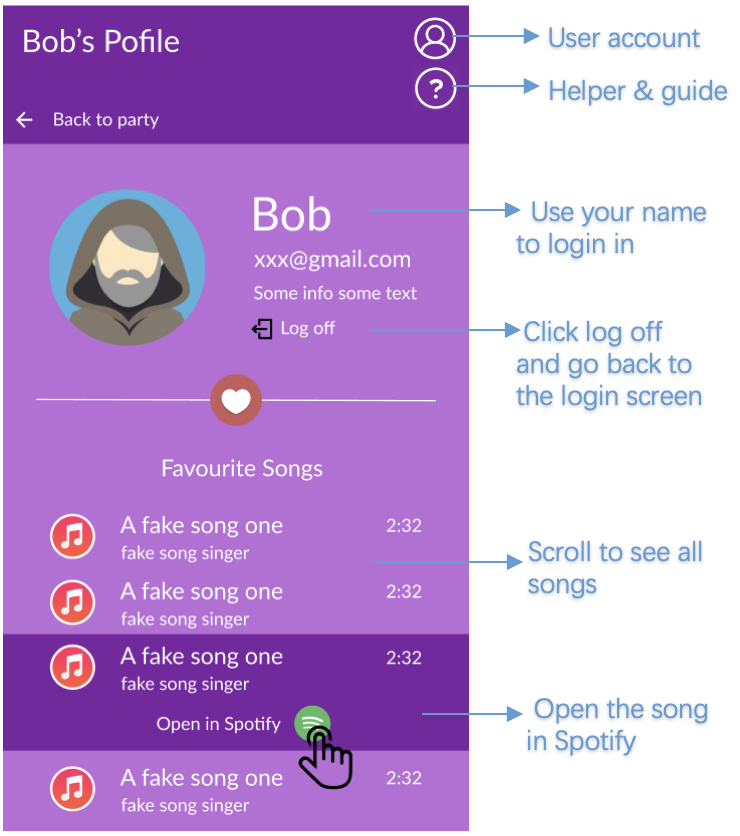 Bob's Pofile
User account
?
Helper & guide
Back to party
Bob
Use your name
to login in
xxx@gmail.com
Some info some text
Log off
Click log off
and go back to
the login screen
Favourite Songs
A fake song one 2:32
fake song singer
Scroll to see all
songs
A fake song one 2:32
fake song singer
A fake song one 2:32
fake song singer
Open in Spotify
Open the song
in Spotify
A fake song one 2:32
fake song singer